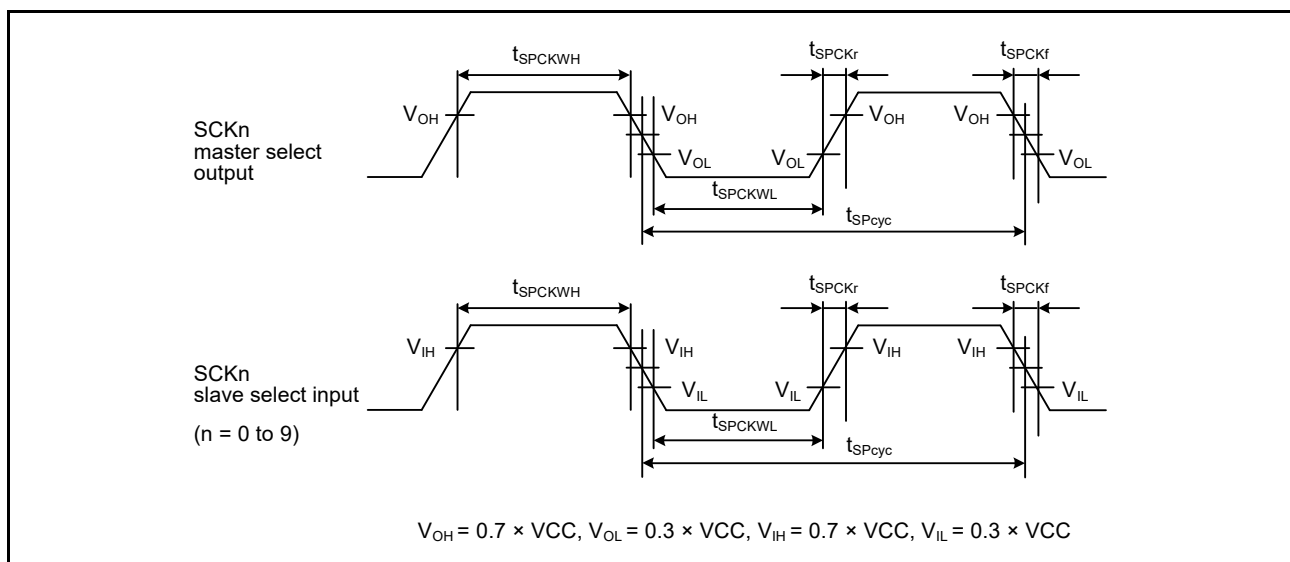 tSPCKWH
tSPCKr
tSPCKf
VOH
VOH
VOH
VOH
SCKn
master select
output
VOL
VOL
VOL
tSPCKWL
tSPcyc
tSPCKWH
tSPCKr
tSPCKf
VIH
VIH
VIH
VIH
SCKn
slave select input
(n = 0 to 9)
VIL
VIL
VIL
tSPCKWL
tSPcyc
VOH = 0.7 × VCC, VOL = 0.3 × VCC, VIH = 0.7 × VCC, VIL = 0.3 × VCC